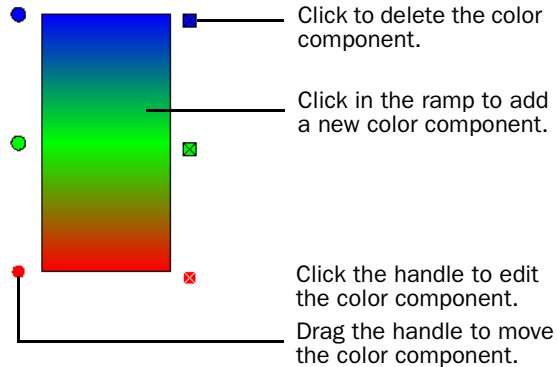 Click to delete the color
component.
Click in the ramp to add
a new color component.
Click the handle to edit
the color component.
Drag the handle to move
the color component.